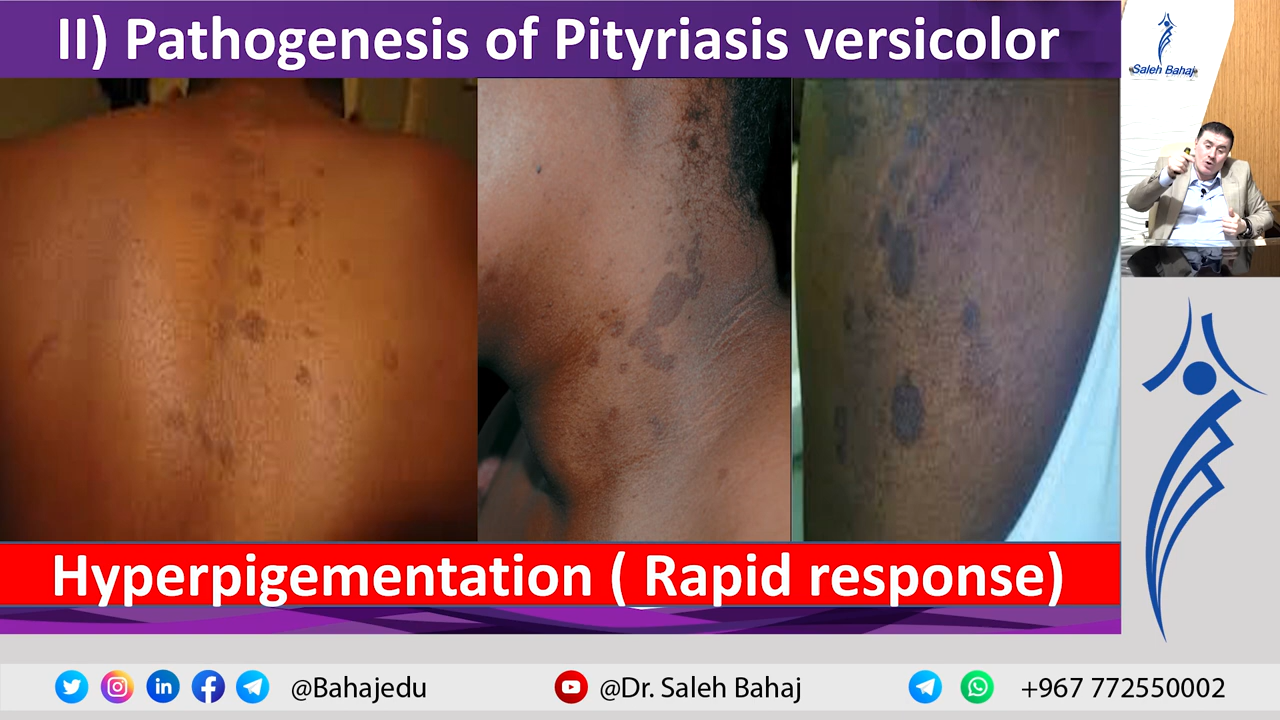 II) Pathogenesis of Pityriasis versicolor
Saleh Bahaj
Hyperpigementation ( Rapid response)
@Bahajedu
@Dr. Saleh Bahaj
+967 772550002